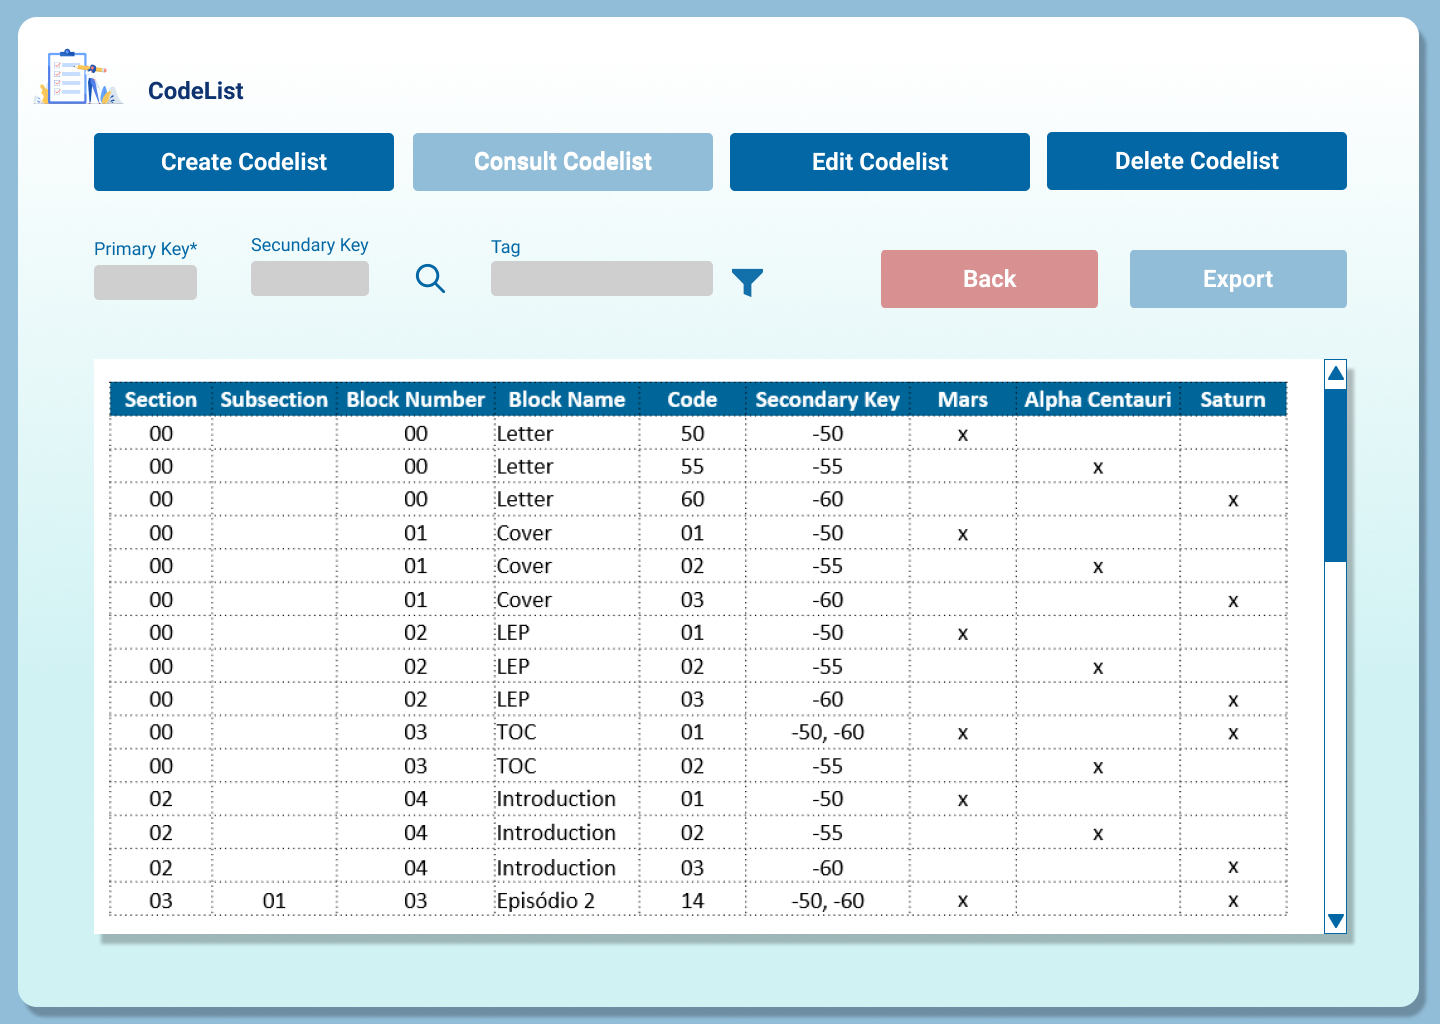 CodeList
Create Codelist Consult Codelist Edit Codelist Delete Codelist
Primary Key* Secundary Key Tag
Back Export
Section Subsection Block Number Block Name Code Secondary Key Mars Alpha Centauri Saturn
00 00 Letter 50 -50 x
00 00 Letter 55 -55 x
00 00 Letter 60 -60 x
00 01 Cover 01 -50 x
00 01 Cover 02 -55 x
00 01 Cover 03 -60 x
00 02 LEP 01 -50 x
00 02 LEP 02 -55 x
00 02 LEP 03 -60 x
00 03 TOC 01 -50, -60 x x
00 03 TOC 02 -55 x
02 04 Introduction 01 -50 x
02 04 Introduction 02 -55 x
02 04 Introduction 03 -60 x
03 01 03 Episódio 2 14 -50, -60 x x